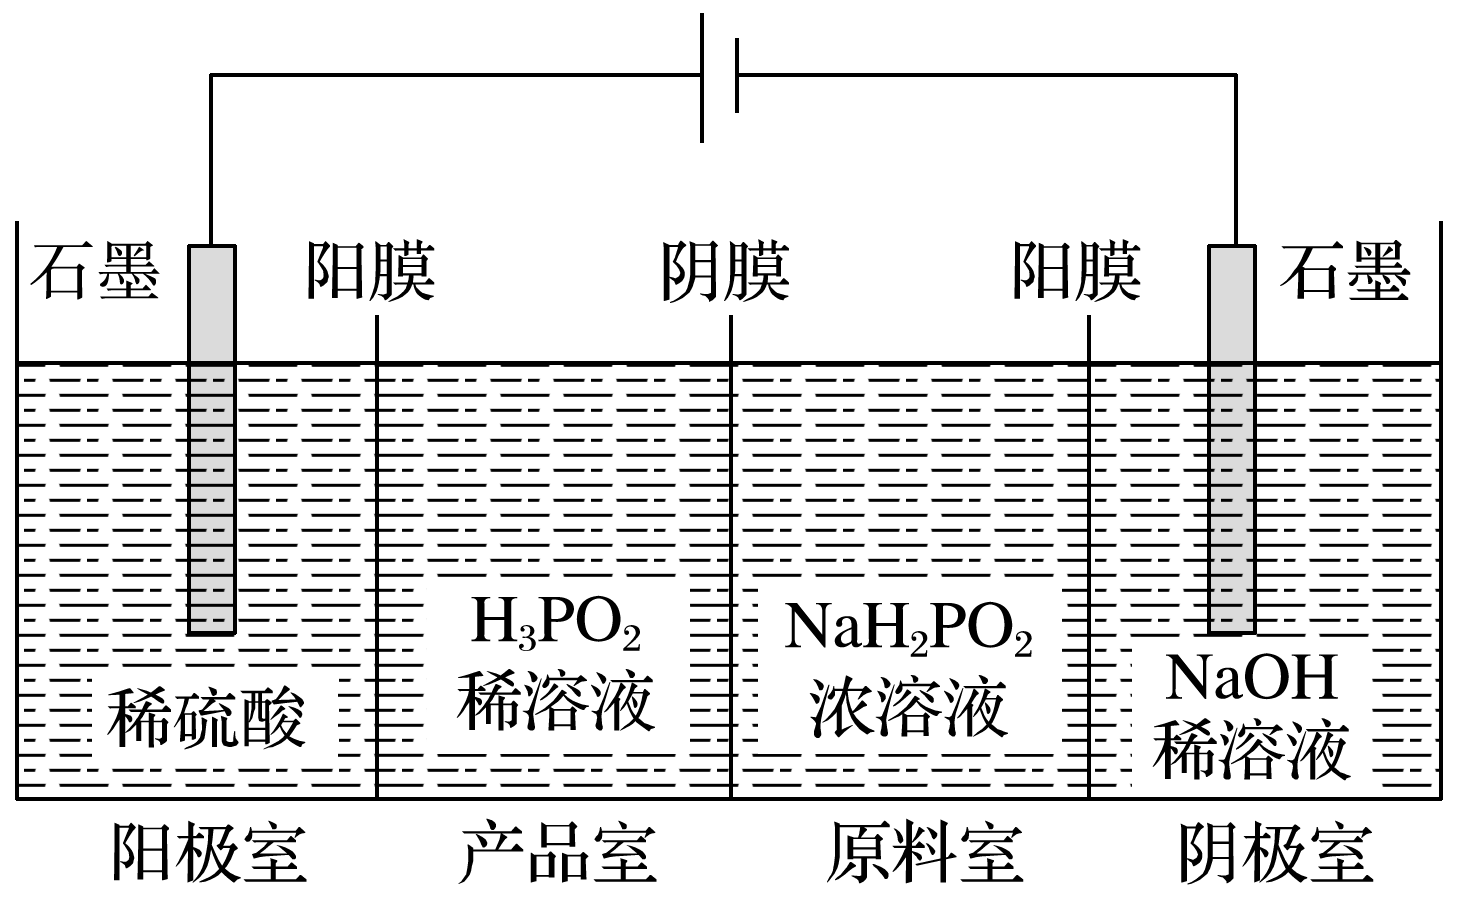 石墨 阳膜 阴膜 阳膜 石墨
稀硫酸
H₃PO₂
稀溶液
NaH₂PO₂
浓溶液
NaOH
稀溶液
阳极室 产品室 原料室 阴极室